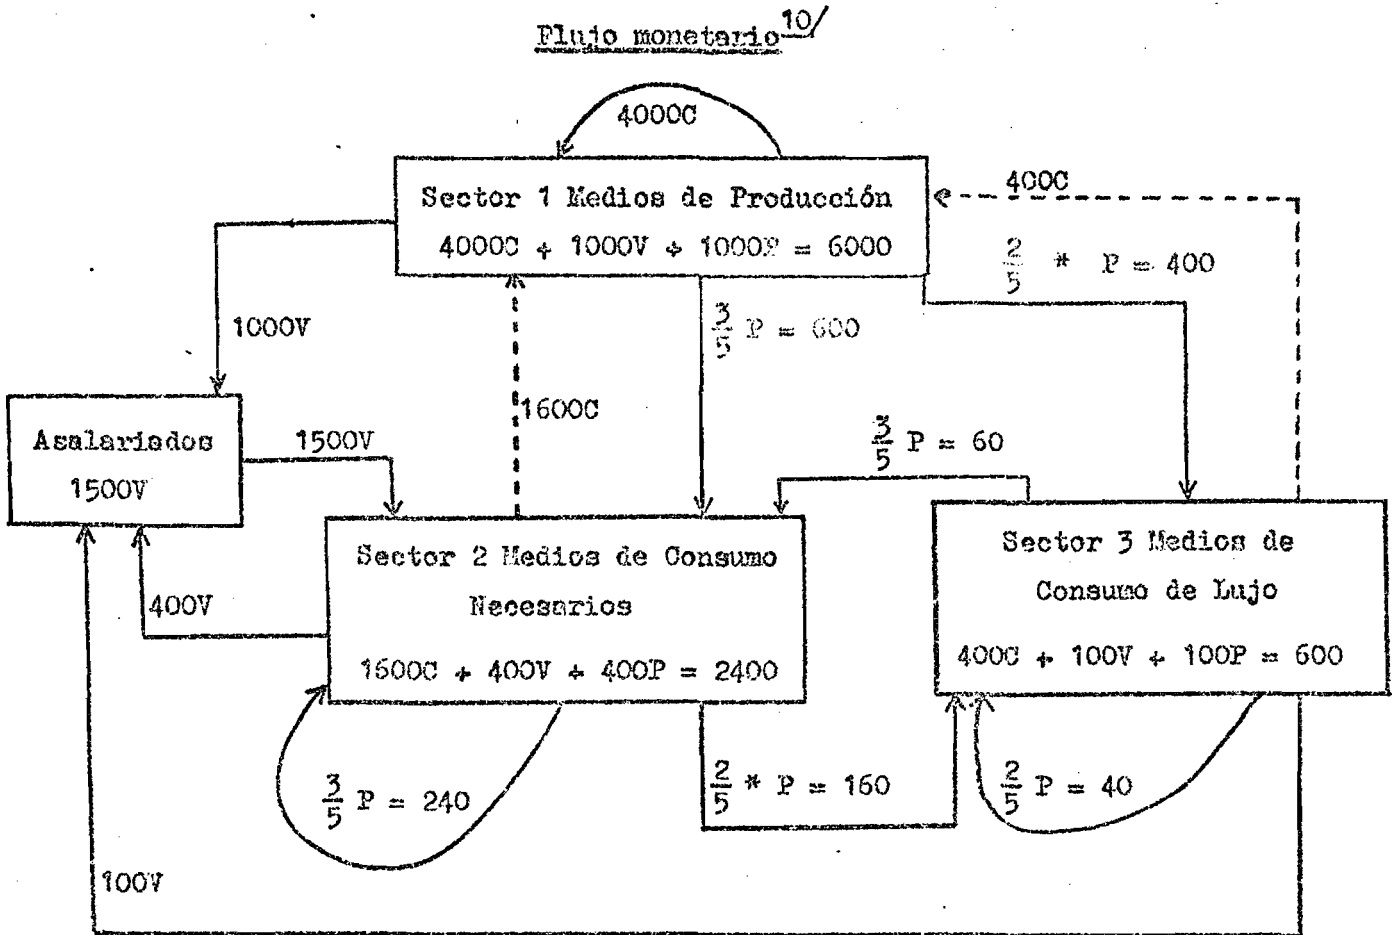 Flujo monetario 10/
4000C
Sector 1 Medios de Producción
4000C + 1000V + 1000P = 6000
400C
2/5 * P = 400
1000V
3/5 P = 600
1600C
Asalariados
1500V
1500V
3/5 P = 60
Sector 2 Medios de Consumo
Necesarios
1600C + 400V + 400P = 2400
Sector 3 Medios de
Consumo de Lujo
400C + 100V + 100P = 600
400V
3/5 P = 240
2/5 * P = 160
2/5 P = 40
100V